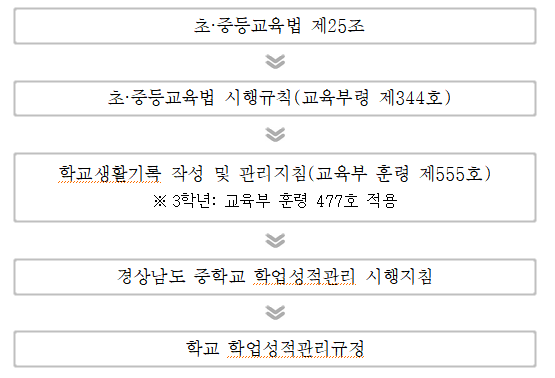 초·중등교육법 제25조
초·중등교육법 시행규칙(교육부령 제344호)
학교생활기록 작성 및 관리지침(교육부 훈령 제555호)
※ 3학년: 교육부 훈령 477호 적용
경상남도 중학교 학업성적관리 시행지침
학교 학업성적관리규정